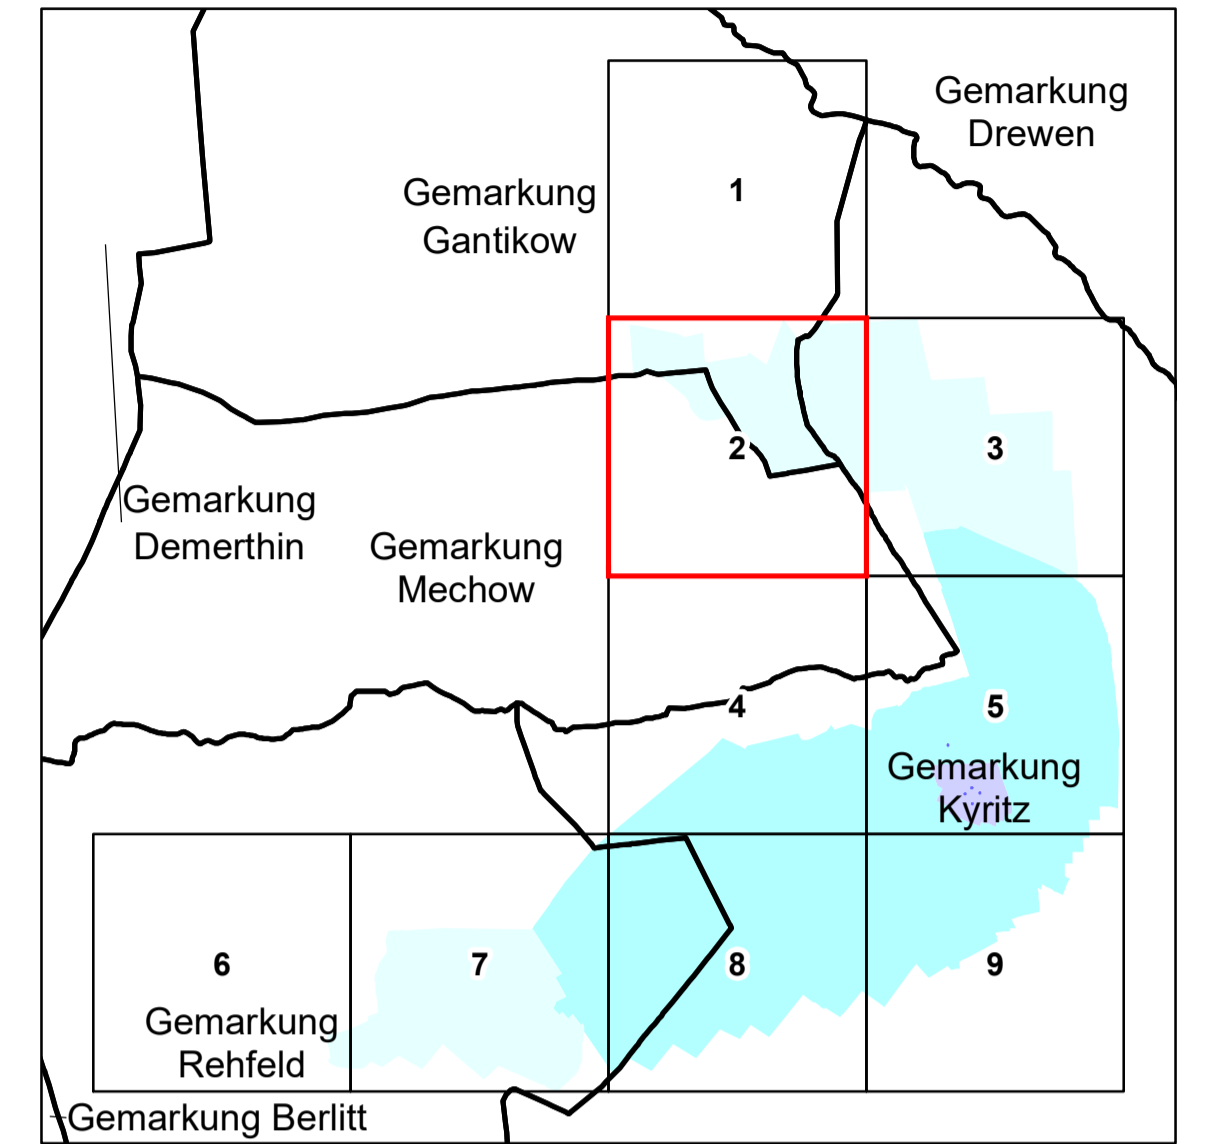 Gemarkung
Drewen
Gemarkung
Gantikow
1
2
3
Gemarkung
Demerthin
Gemarkung
Mechow
4
5
Gemarkung
Kyritz
6
7
8
9
Gemarkung
Rehfeld
Gemarkung Berlitt